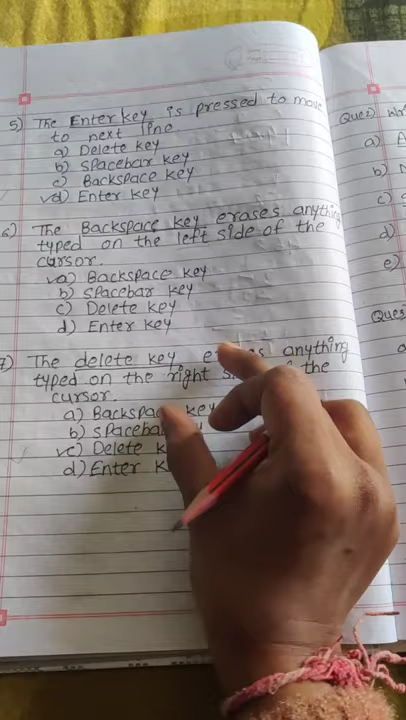 5) The Enter key is pressed to move
to next line
a) Delete key
b) spacebar key
c) Backspace key
✓d) Enter key
6) The Backspace key erases anything
typed on the left side of the
cursor.
✓a) Backspace key
b) spacebar key
c) Delete key
d) Enter key
7) The delete key erases anything
typed on the right the
cursor.
a) Backspace key
b) spacebar
✓c) Delete
d) Enter
Que:)
a)
b)
c)
d)
e)
Ques: